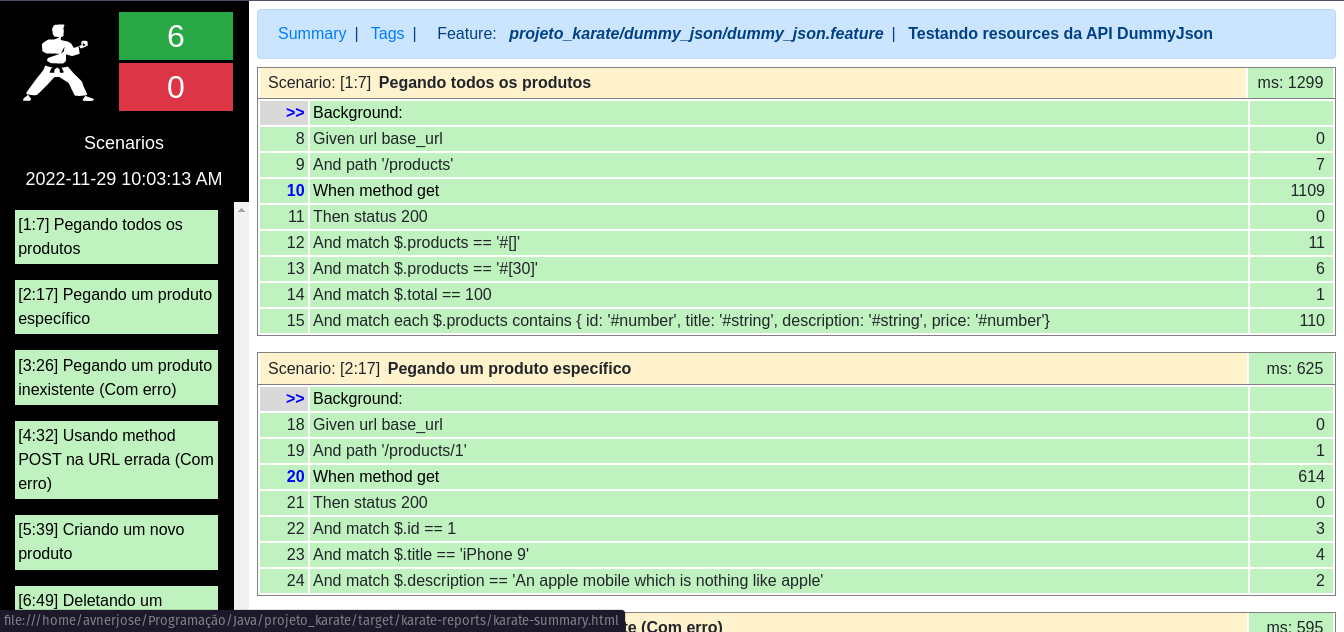 6
0
Scenarios
2022-11-29 10:03:13 AM
[1:7] Pegando todos os
produtos
[2:17] Pegando um produto
específico
[3:26] Pegando um produto
inexistente (Com erro)
[4:32] Usando method
POST na URL errada (Com
erro)
[5:39] Criando um novo
produto
[6:49] Deletando um
Summary | Tags | Feature: projeto_karate/dummy_json/dummy_json.feature | Testando resources da API DummyJson
Scenario: [1:7] Pegando todos os produtos ms: 1299
>> Background:
8 Given url base_url 0
9 And path '/products' 7
10 When method get 1109
11 Then status 200 0
12 And match $.products == '#[]' 11
13 And match $.products == '#[30]' 6
14 And match $.total == 100 1
15 And match each $.products contains { id: '#number', title: '#string', description: '#string', price: '#number'} 110
Scenario: [2:17] Pegando um produto específico ms: 625
>> Background:
18 Given url base_url 0
19 And path '/products/1' 1
20 When method get 614
21 Then status 200 0
22 And match $.id == 1 3
23 And match $.title == 'iPhone 9' 4
24 And match $.description == 'An apple mobile which is nothing like apple' 2
te (Com erro) ms: 595
file:///home/avnerjose/Programação/Java/projeto_karate/target/karate-reports/karate-summary.html